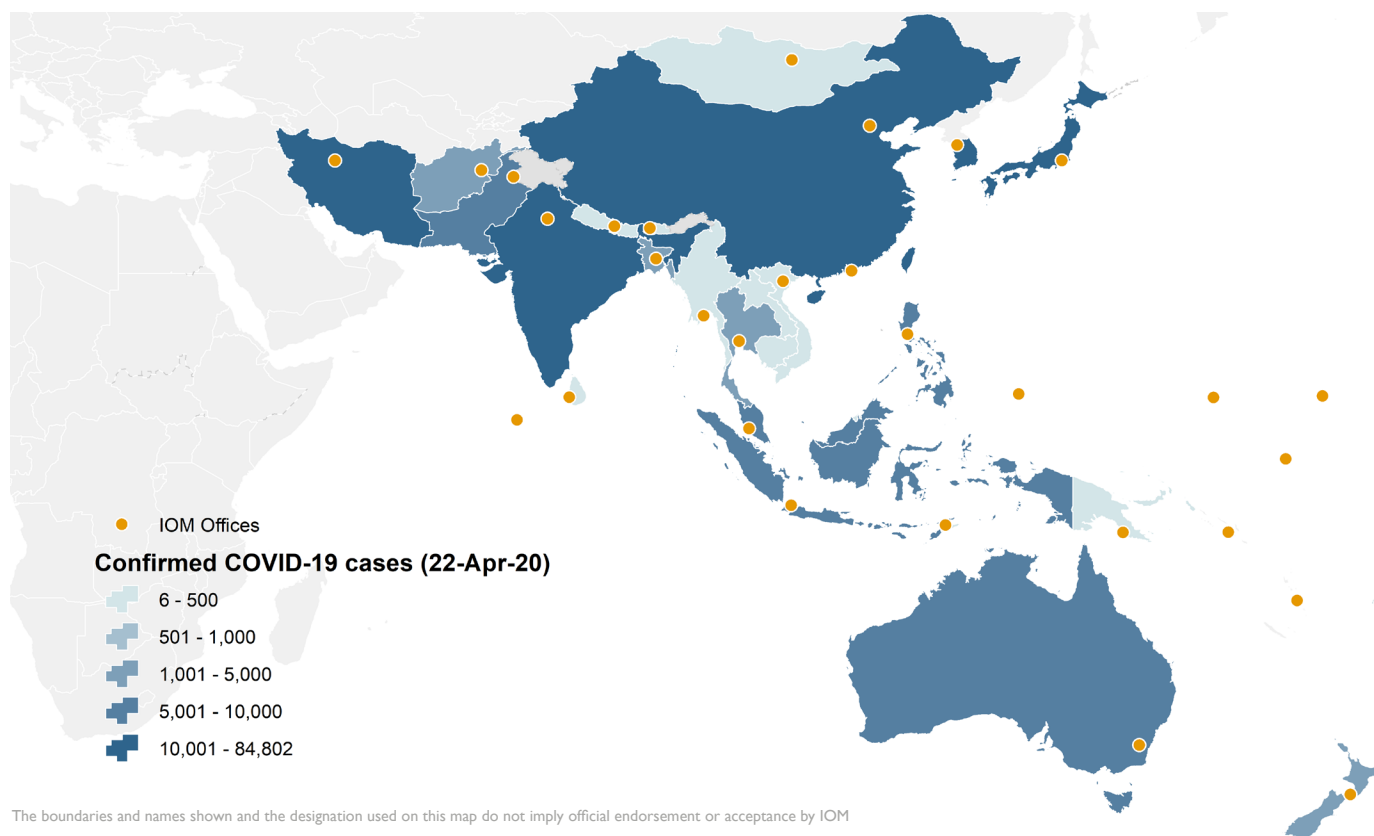 IOM Offices
Confirmed COVID-19 cases (22-Apr-20)
6 - 500
501 - 1,000
1,001 - 5,000
5,001 - 10,000
10,001 - 84,802
The boundaries and names shown and the designation used on this map do not imply official endorsement or acceptance by IOM